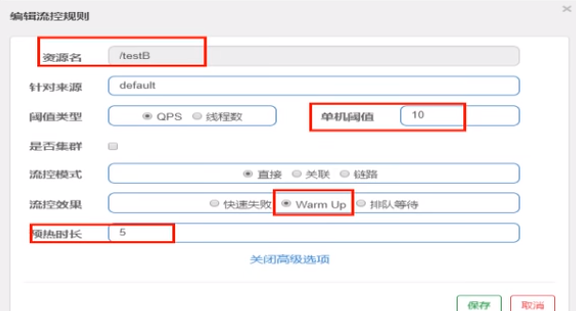 编辑流控规则 ×
资源名 /testB
针对来源 default
阈值类型 QPS 线程数 单机阈值 10
是否集群
流控模式 直接 关联 链路
流控效果 快速失败 Warm Up 排队等待
预热时长 5
关闭高级选项
保存 取消